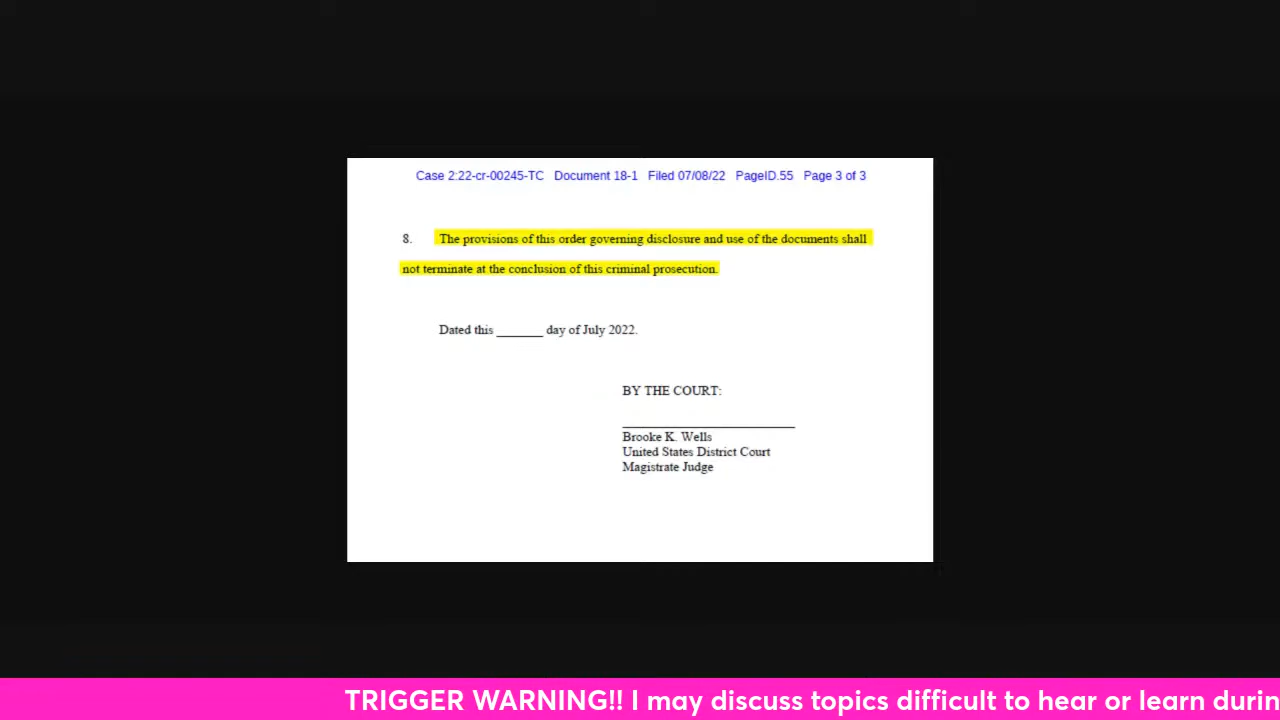 Case 2:22-cr-00245-TC Document 18-1 Filed 07/08/22 PageID.55 Page 3 of 3
8. The provisions of this order governing disclosure and use of the documents shall
not terminate at the conclusion of this criminal prosecution.
Dated this _______ day of July 2022.
BY THE COURT:
Brooke K. Wells
United States District Court
Magistrate Judge
TRIGGER WARNING!! I may discuss topics difficult to hear or learn durin